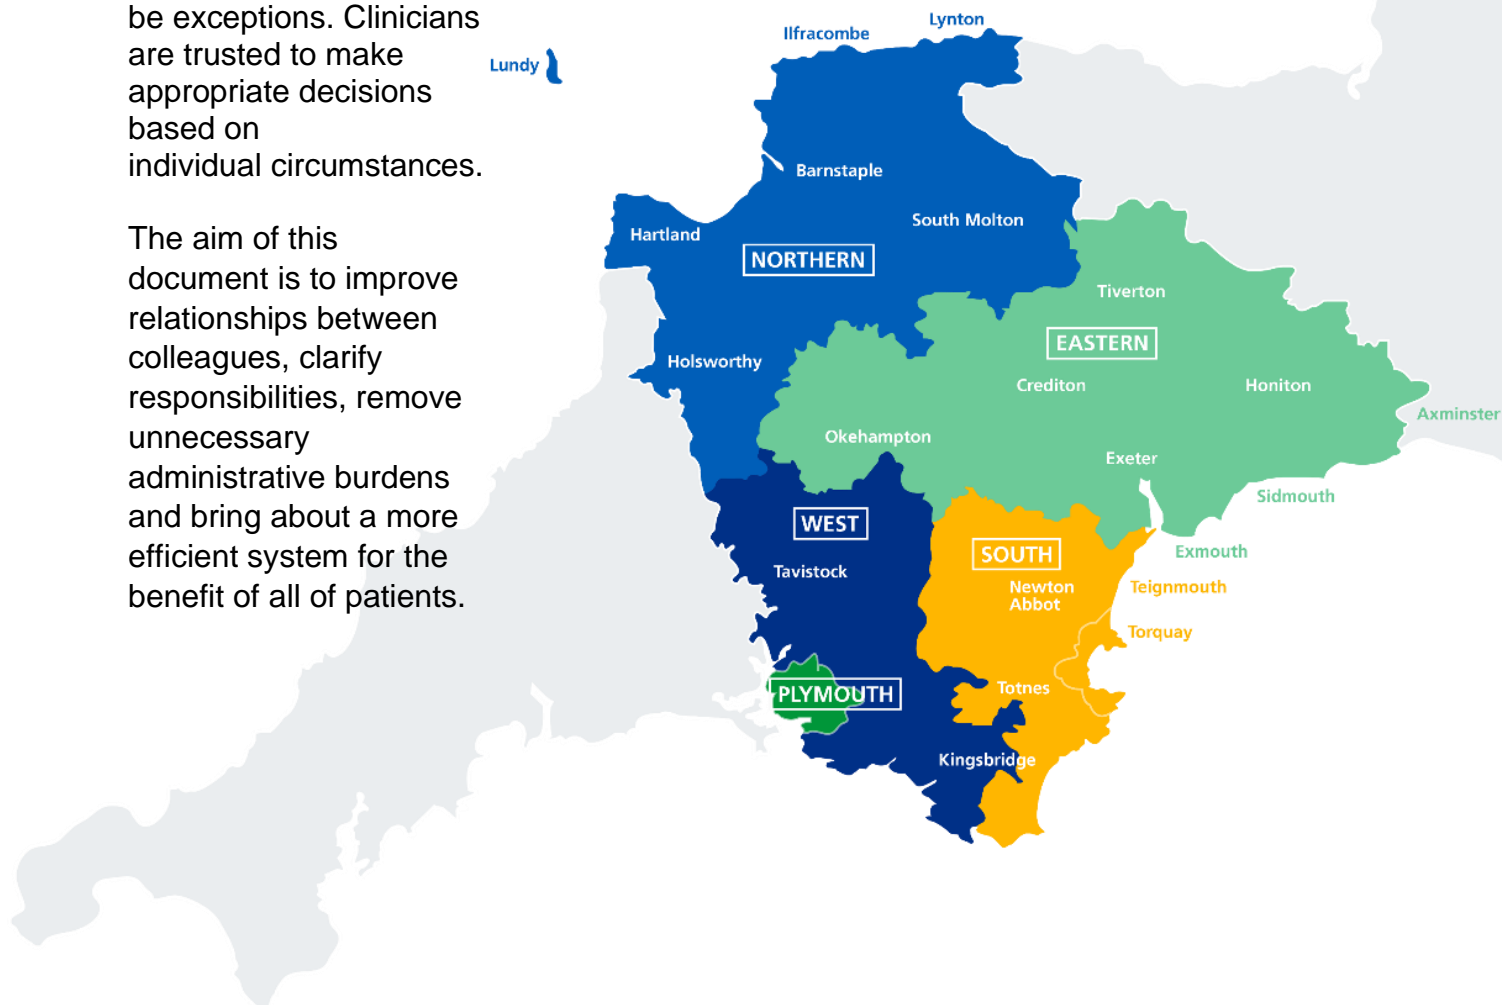 be exceptions. Clinicians
are trusted to make
appropriate decisions
based on
individual circumstances.
The aim of this
document is to improve
relationships between
colleagues, clarify
responsibilities, remove
unnecessary
administrative burdens
and bring about a more
efficient system for the
benefit of all of patients.
Lynton
Ilfracombe
Lundy
Barnstaple
South Molton
Hartland
NORTHERN
Tiverton
EASTERN
Holsworthy
Crediton
Honiton
Axminster
Okehampton
Exeter
Sidmouth
WEST
SOUTH
Exmouth
Tavistock
Newton
Abbot
Teignmouth
Torquay
PLYMOUTH
Totnes
Kingsbridge